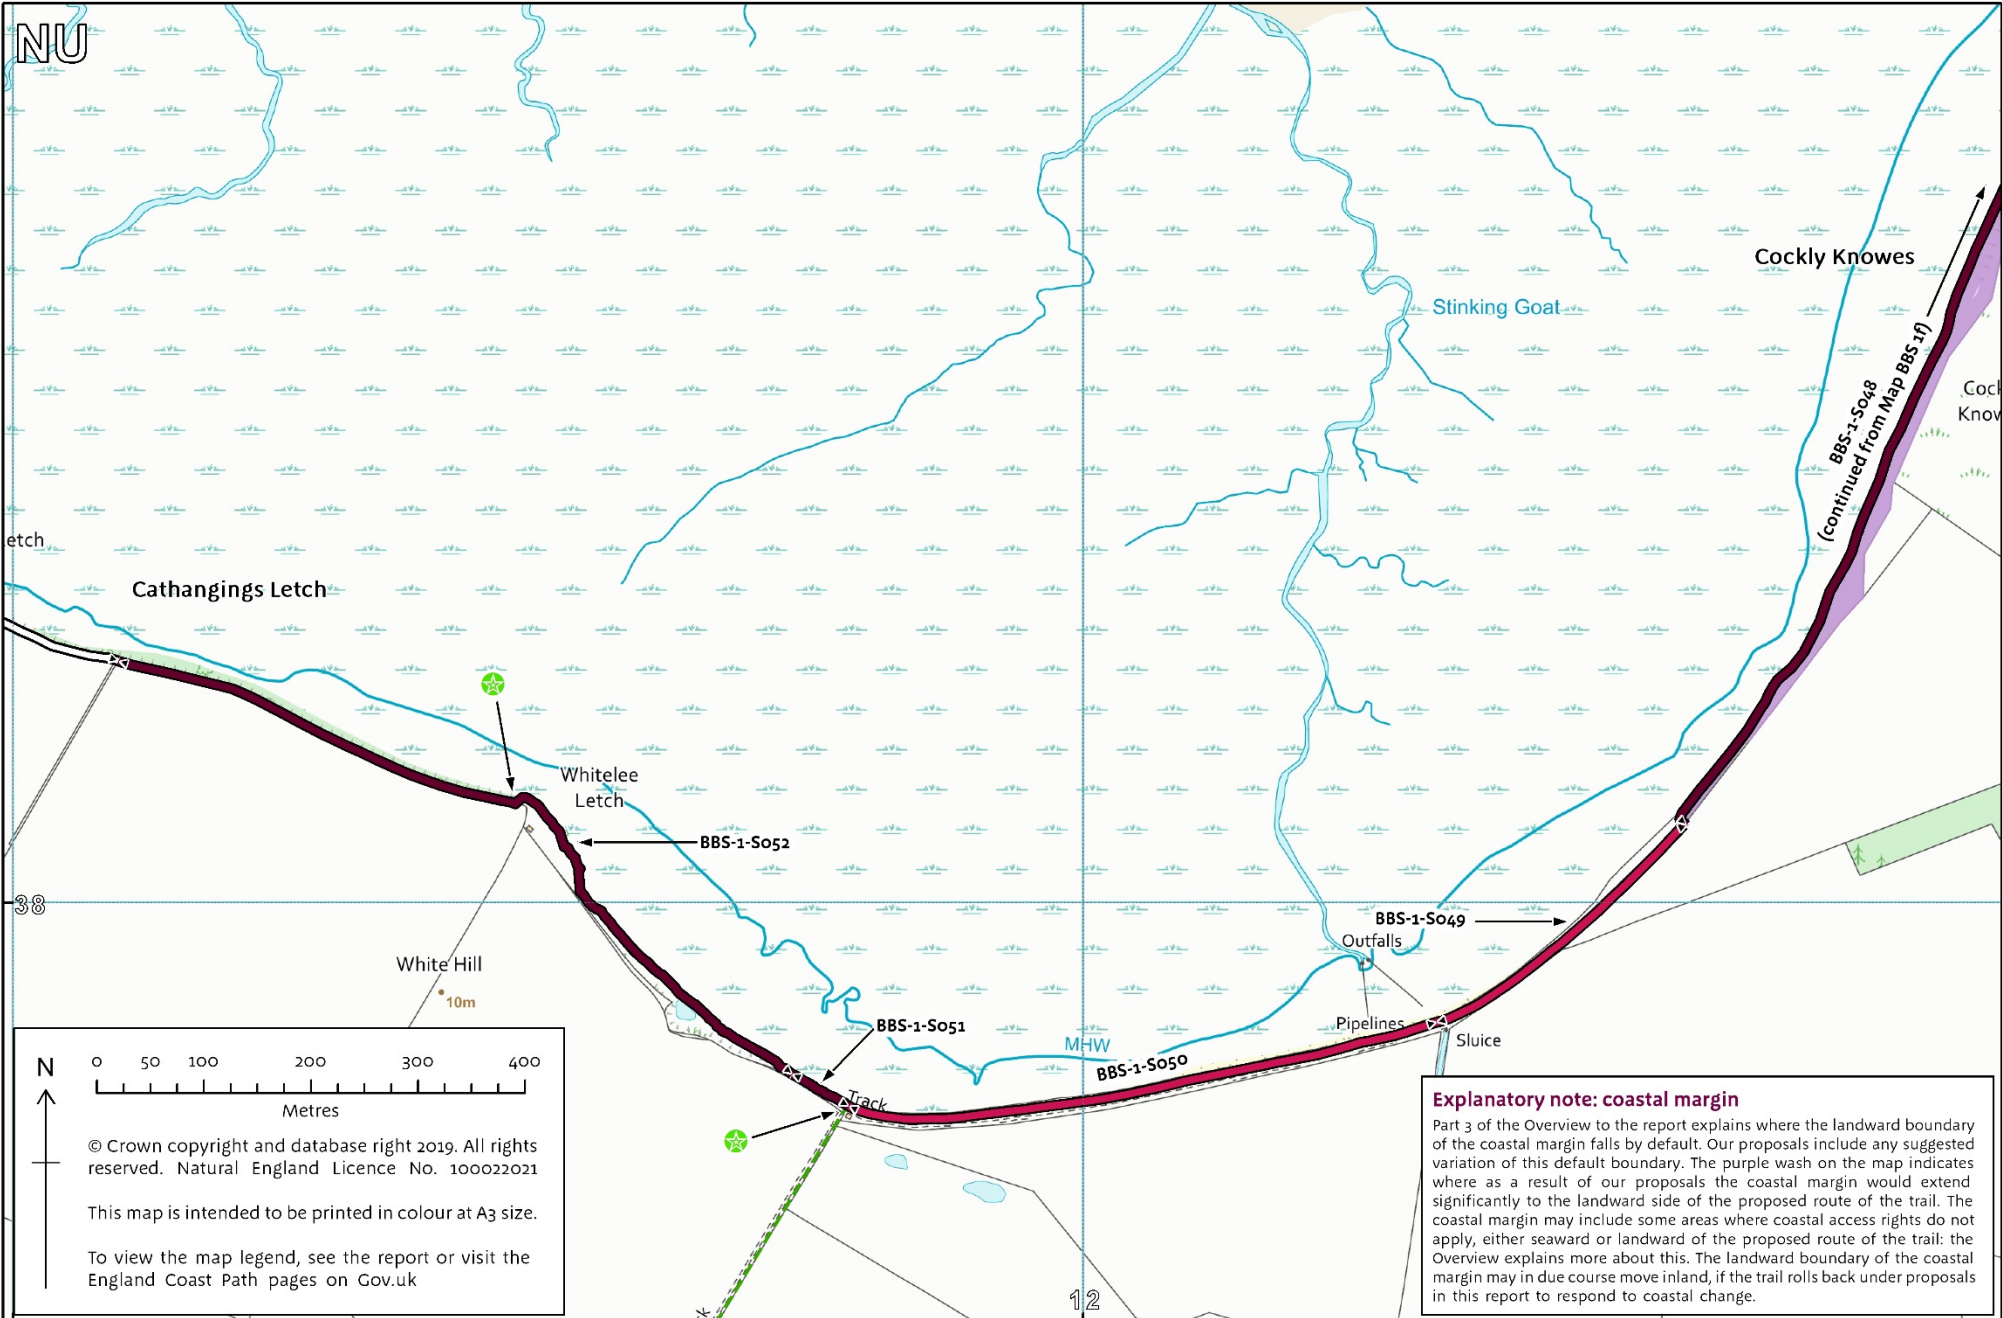 NU
Cockly Knowes
Stinking Goat
BBS-1-S048
(continued from Map BBS 1f)
Cock
Know
etch
Cathangings Letch
Whitelee
Letch
BBS-1-S052
38
BBS-1-S049
Outfalls
White Hill
10m
BBS-1-S051
Pipelines
Sluice
MHW
BBS-1-S050
Track
N
0 50 100 200 300 400
Metres
© Crown copyright and database right 2019. All rights
reserved. Natural England Licence No. 100022021
This map is intended to be printed in colour at A3 size.
To view the map legend, see the report or visit the
England Coast Path pages on Gov.uk
Explanatory note: coastal margin
Part 3 of the Overview to the report explains where the landward boundary
of the coastal margin falls by default. Our proposals include any suggested
variation of this default boundary. The purple wash on the map indicates
where as a result of our proposals the coastal margin would extend
significantly to the landward side of the proposed route of the trail. The
coastal margin may include some areas where coastal access rights do not
apply, either seaward or landward of the proposed route of the trail: the
Overview explains more about this. The landward boundary of the coastal
margin may in due course move inland, if the trail rolls back under proposals
in this report to respond to coastal change.
12
k